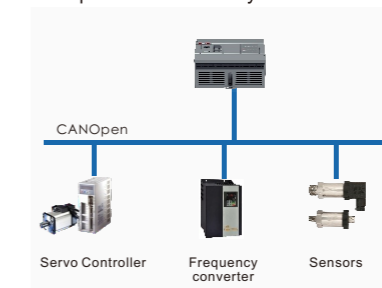 CANOpen
Servo Controller
Frequency
converter
Sensors